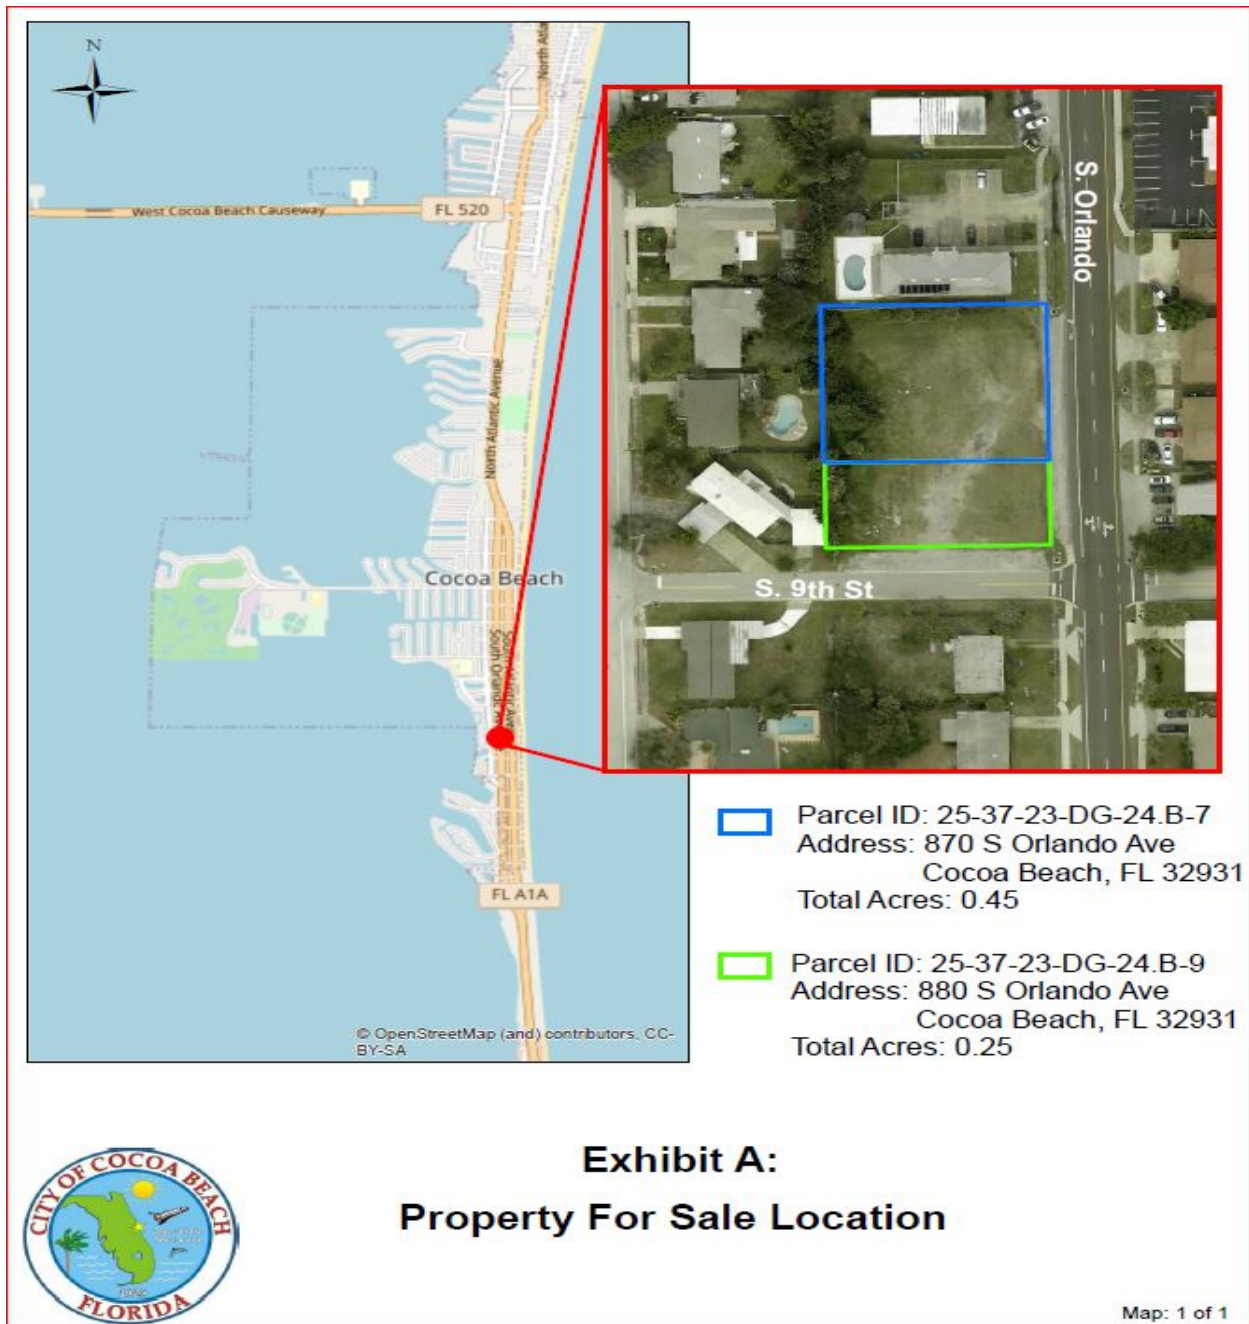 N
North Atla
West Cocoa Beach Causeway
FL 520
North Atlantic Avenue
Cocoa Beach
South Orlando
FL A1A
© OpenStreetMap (and) contributors, CC-
BY-SA
S. Orlando
S. 9th St
Parcel ID: 25-37-23-DG-24.B-7
Address: 870 S Orlando Ave
Cocoa Beach, FL 32931
Total Acres: 0.45
Parcel ID: 25-37-23-DG-24.B-9
Address: 880 S Orlando Ave
Cocoa Beach, FL 32931
Total Acres: 0.25
CITY OF COCOA BEACH
FLORIDA
Exhibit A:
Property For Sale Location
Map: 1 of 1